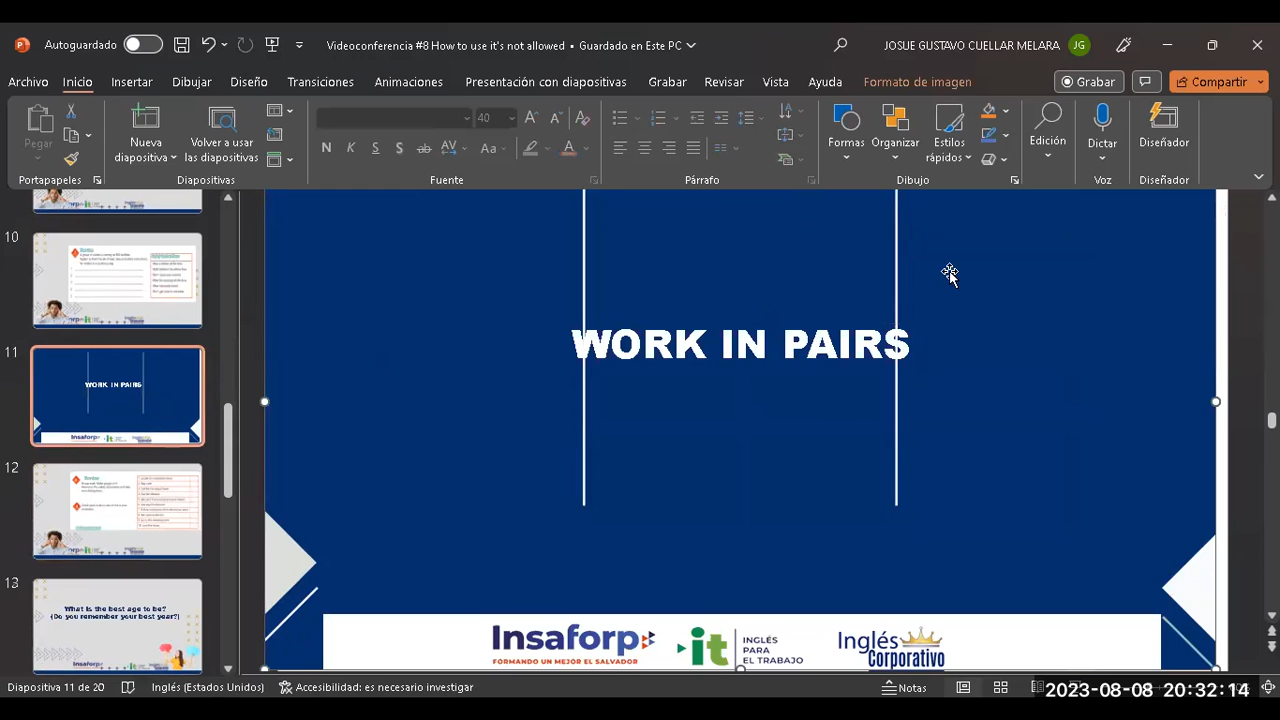 Autoguardado
Videoconferencia #8 How to use it's not allowed • Guardado en Este PC
JOSUE GUSTAVO CUELLAR MELARA JG
Archivo Inicio Insertar Dibujar Diseño Transiciones Animaciones Presentación con diapositivas Grabar Revisar Vista Ayuda Formato de imagen Grabar Compartir
Pegar
Nueva diapositiva
Volver a usar las diapositivas
40
N K S S ab AV Aa A
Formas Organizar Estilos rápidos Edición Dictar Diseñador
Portapapeles Diapositivas Fuente Párrafo Dibujo Voz Diseñador
10
11
WORK IN PAIRS
Insaforp
12
13
What is the best age to be?
(Do you remember your best year?)
WORK IN PAIRS
Insaforp
FORMANDO UN MEJOR EL SALVADOR
it
INGLÉS
PARA
EL TRABAJO
Inglés
Corporativo
Diapositiva 11 de 20 Inglés (Estados Unidos) Accesibilidad: es necesario investigar Notas
2023-08-08 20:32:14